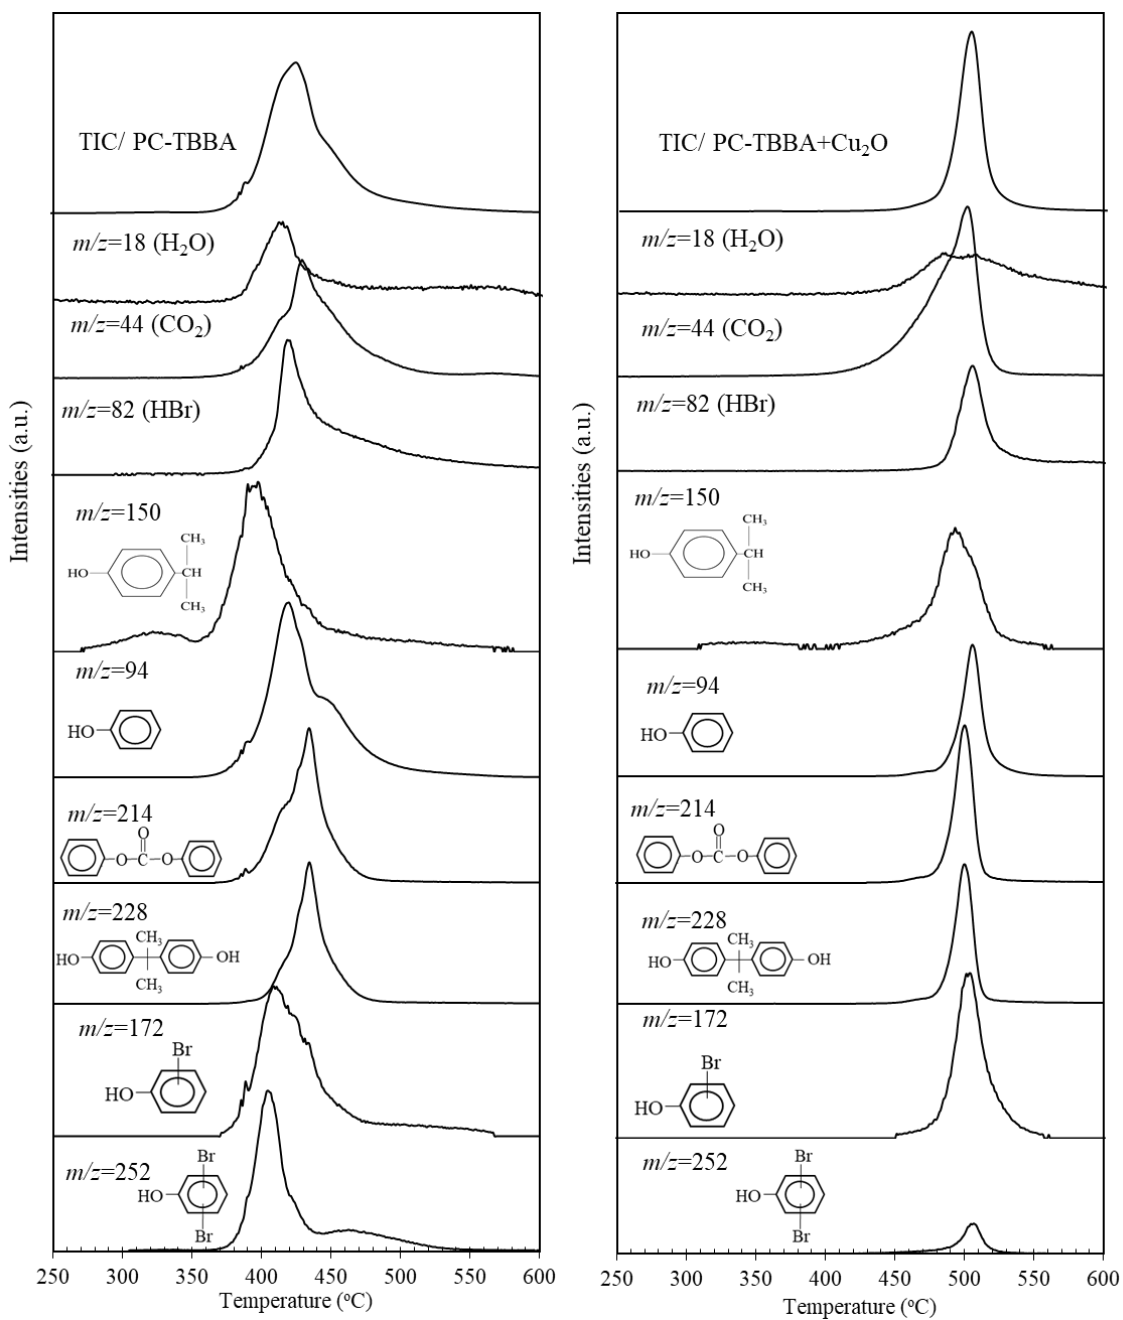 TIC/ PC-TBBA
m/z=18 (H₂O)
m/z=44 (CO₂)
m/z=82 (HBr)
m/z=150
CH₃
HO
CH
CH₃
m/z=94
HO
m/z=214
O
O
C
O
m/z=228
CH₃
HO
OH
CH₃
m/z=172
Br
HO
m/z=252
Br
HO
Br
Intensities (a.u.)
250 300 350 400 450 500 550 600
Temperature (°C)
TIC/ PC-TBBA+Cu₂O
m/z=18 (H₂O)
m/z=44 (CO₂)
m/z=82 (HBr)
m/z=150
CH₃
HO
CH
CH₃
m/z=94
HO
m/z=214
O
O
C
O
m/z=228
CH₃
HO
OH
CH₃
m/z=172
Br
HO
m/z=252
Br
HO
Br
Intensities (a.u.)
250 300 350 400 450 500 550 600
Temperature (°C)